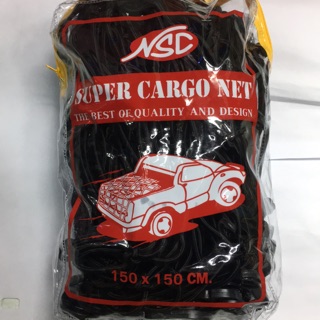 NSC
SUPER CARGO NET
THE BEST OF QUALITY AND DESIGN
150 x 150 CM.